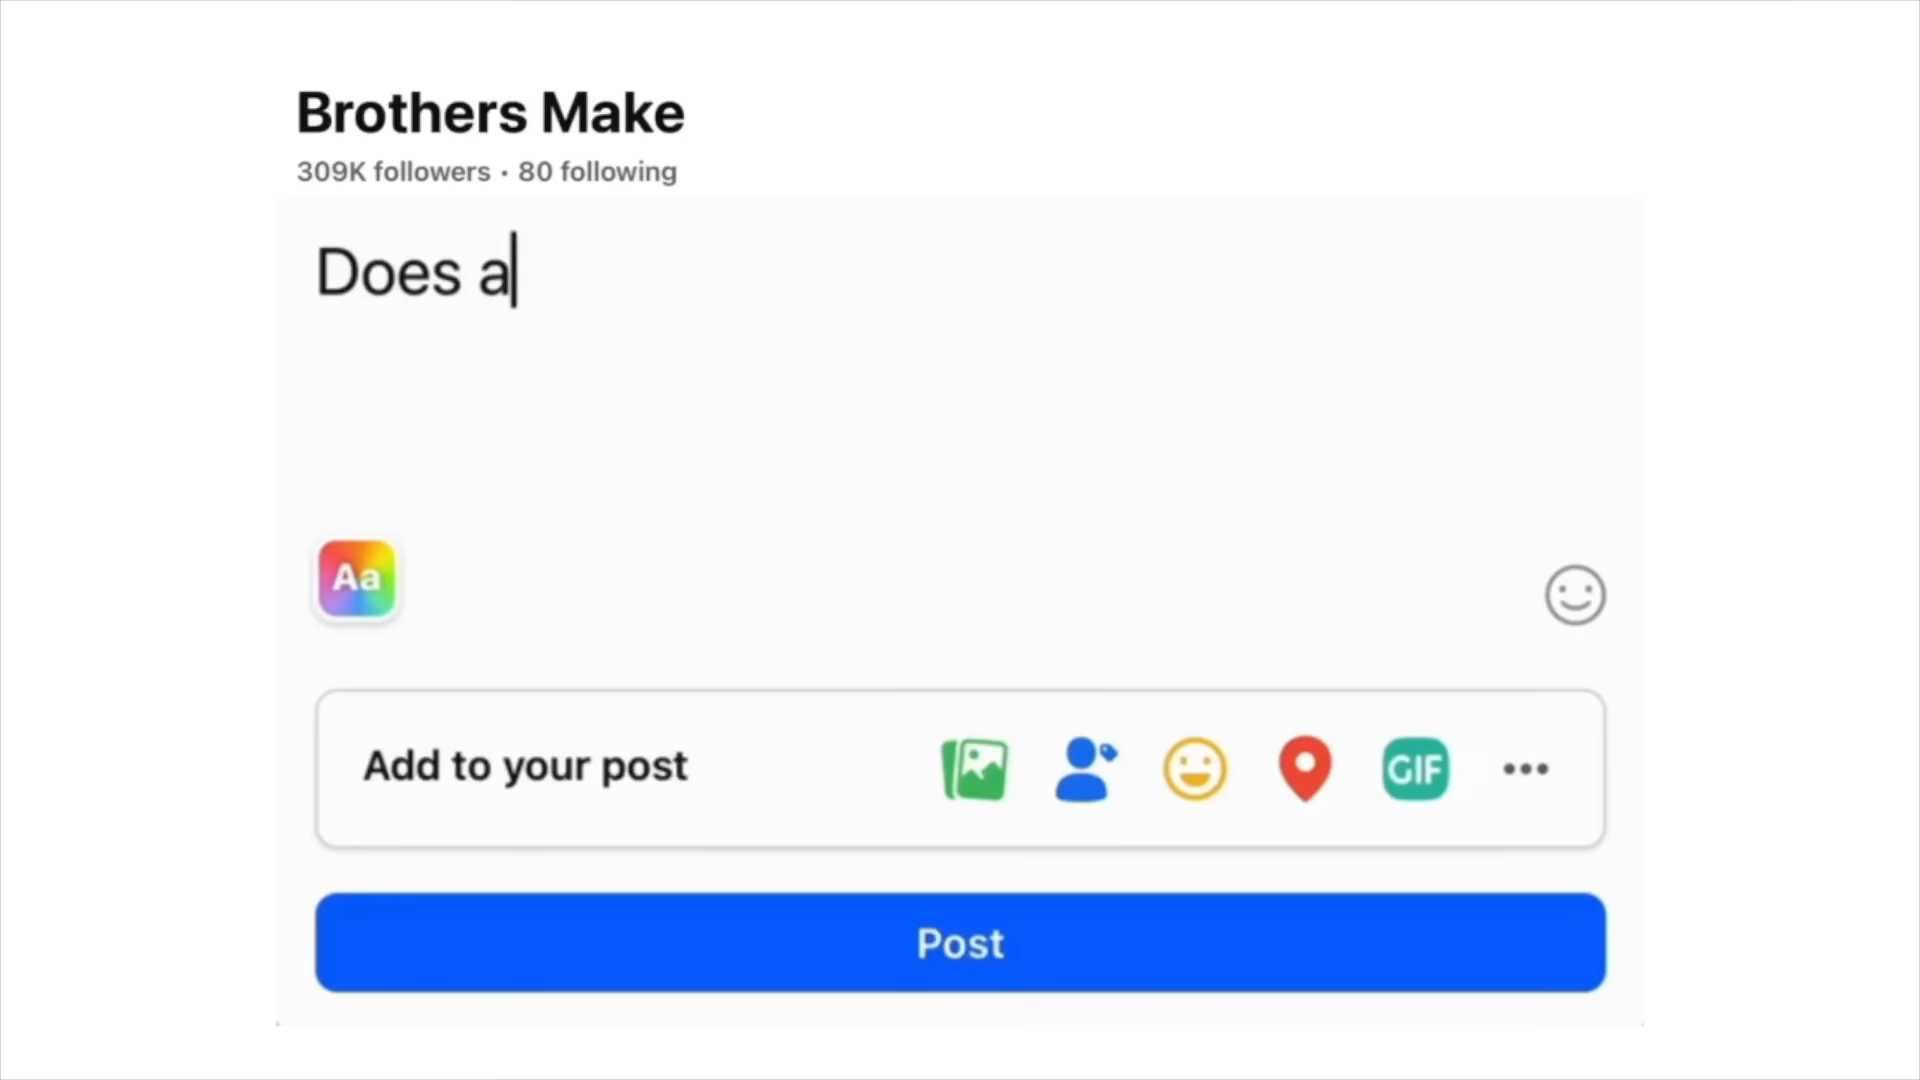 Brothers Make
309K followers • 80 following
Does a
Aa
Add to your post
GIF
Post